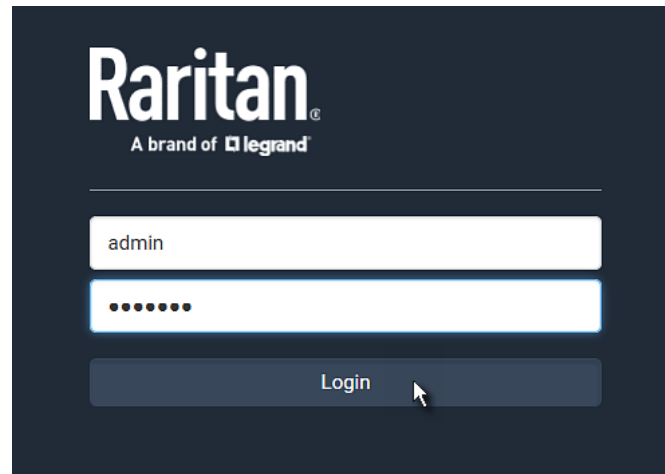 Raritan®
A brand of legrand®
admin
•••••••
Login